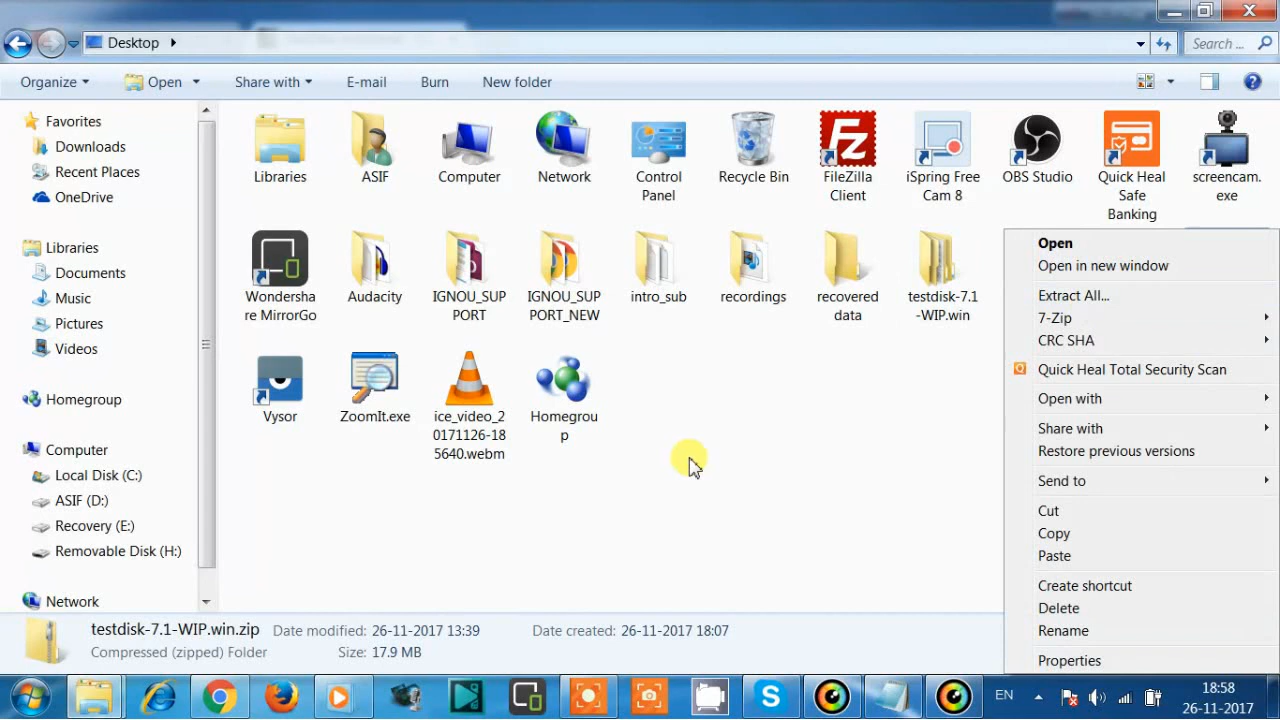 Desktop
Search ...
Organize
Open
Share with
E-mail
Burn
New folder
Favorites
Downloads
Recent Places
OneDrive
Libraries
Documents
Music
Pictures
Videos
Homegroup
Computer
Local Disk (C:)
ASIF (D:)
Recovery (E:)
Removable Disk (H:)
Network
Libraries
ASIF
Computer
Network
Control
Panel
Recycle Bin
FileZilla
Client
iSpring Free
Cam 8
OBS Studio
Quick Heal
Safe
Banking
screencam.
exe
Wondersha
re MirrorGo
Audacity
IGNOU_SUP
PORT
IGNOU_SUP
PORT_NEW
intro_sub
recordings
recovered
data
testdisk-7.1
-WIP.win
Vysor
ZoomIt.exe
ice_video_2
0171126-18
5640.webm
Homegrou
p
Open
Open in new window
Extract All...
7-Zip
CRC SHA
Quick Heal Total Security Scan
Open with
Share with
Restore previous versions
Send to
Cut
Copy
Paste
Create shortcut
Delete
Rename
Properties
testdisk-7.1-WIP.win.zip Date modified: 26-11-2017 13:39 Date created: 26-11-2017 18:07
Compressed (zipped) Folder Size: 17.9 MB
EN
18:58
26-11-2017